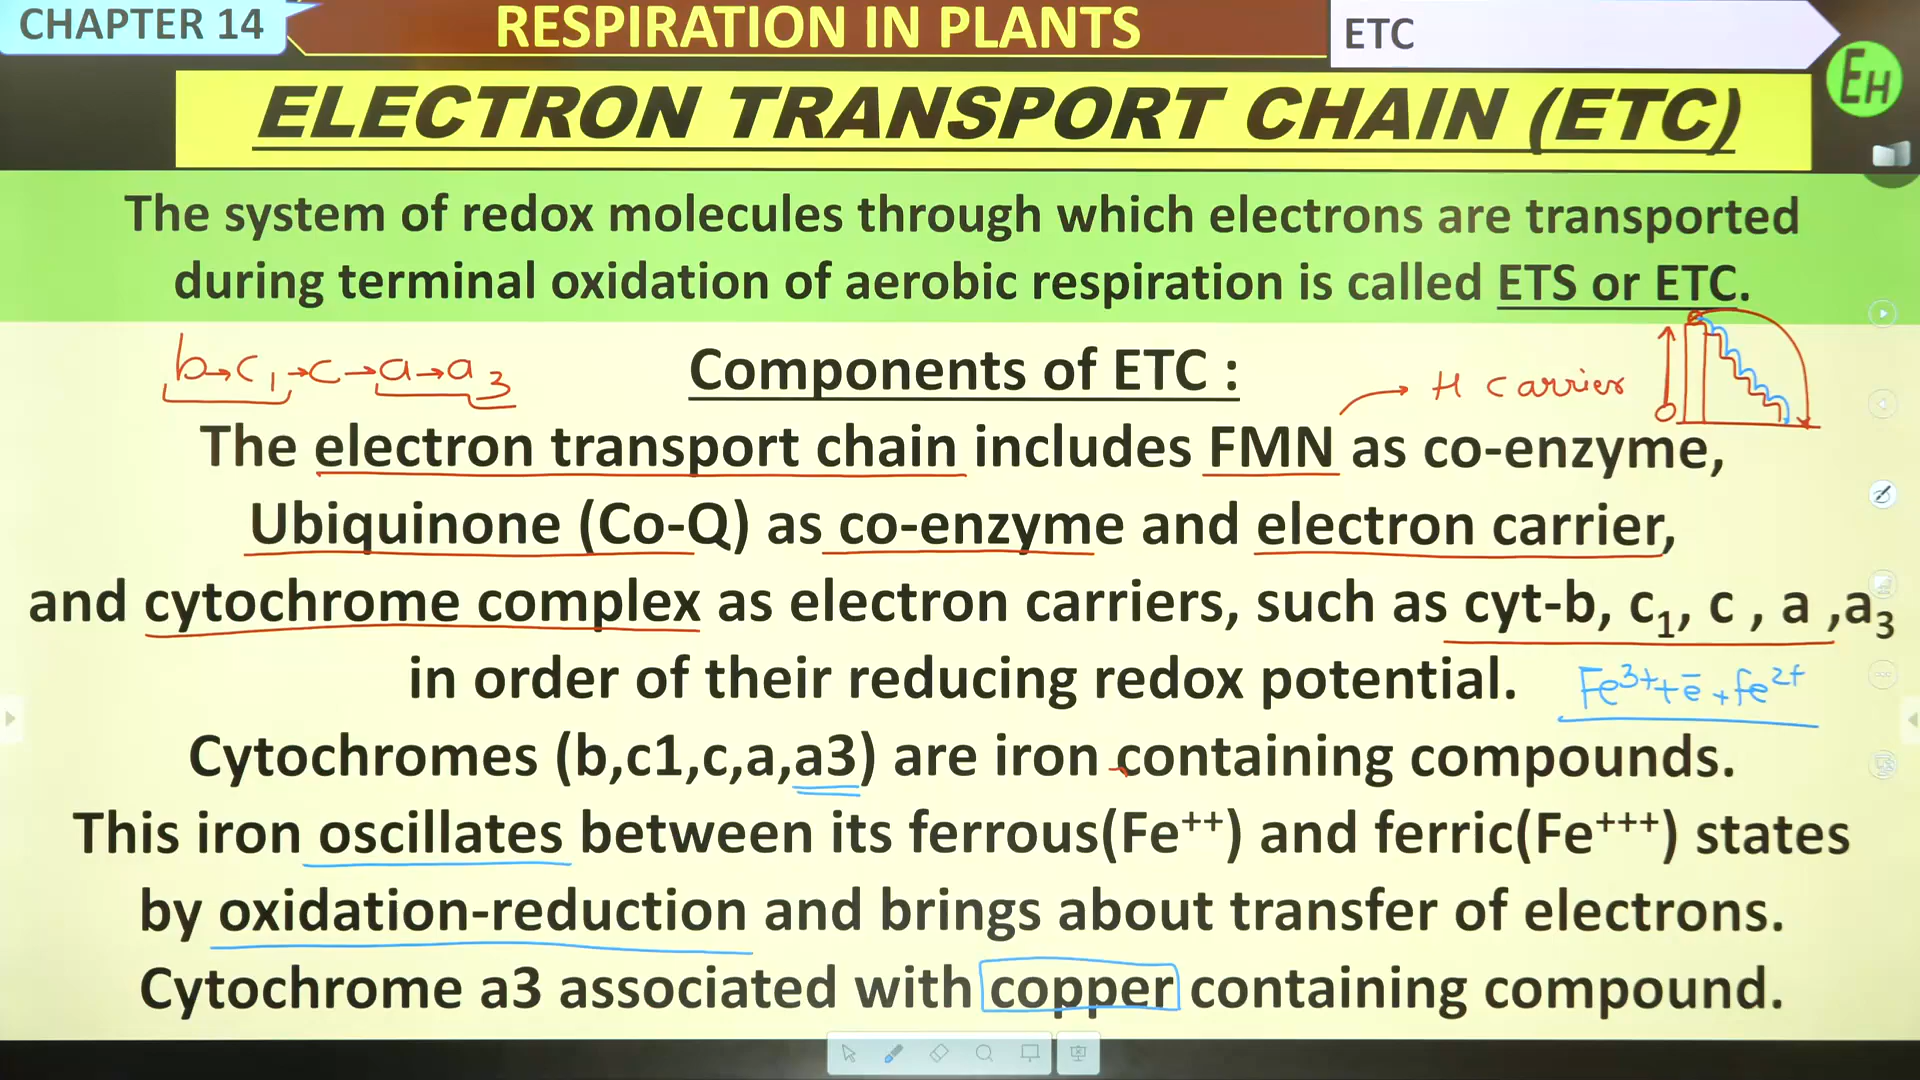 CHAPTER 14
RESPIRATION IN PLANTS
ETC
EH
ELECTRON TRANSPORT CHAIN (ETC)
The system of redox molecules through which electrons are transported
during terminal oxidation of aerobic respiration is called ETS or ETC.
b→c₁→c→a→a₃
Components of ETC :
→ H carrier
The electron transport chain includes FMN as co-enzyme,
Ubiquinone (Co-Q) as co-enzyme and electron carrier,
and cytochrome complex as electron carriers, such as cyt-b, c₁, c , a ,a₃
in order of their reducing redox potential.
Fe³⁺+e̅+fe²⁺
Cytochromes (b,c1,c,a,a3) are iron containing compounds.
This iron oscillates between its ferrous(Fe⁺⁺) and ferric(Fe⁺⁺⁺) states
by oxidation-reduction and brings about transfer of electrons.
Cytochrome a3 associated with copper containing compound.